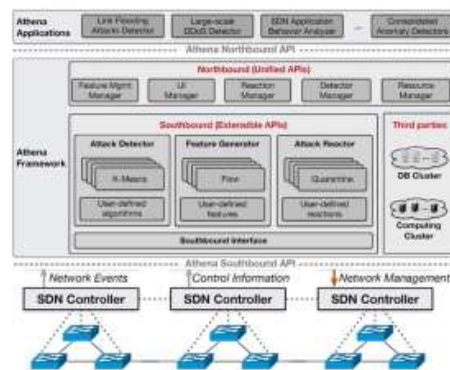 Athena Applications
Link Flooding Attacks Detector
Large-scale DDoS Detector
SDN Application Behavior Analyzer
...
Consolidated Anomaly Detectors
Athena Northbound API
Athena Framework
Northbound (Unified APIs)
Feature Mgmt Manager
UI Manager
Reaction Manager
Detector Manager
Resource Manager
Southbound (Extensible APIs)
Attack Detector
K-Means
User-defined algorithms
Feature Generator
Flow
User-defined features
Attack Reactor
Quarantine
User-defined reactions
Southbound Interface
Third parties
DB Cluster
Computing Cluster
Athena Southbound API
Network Events
Control Information
Network Management
SDN Controller
SDN Controller
SDN Controller